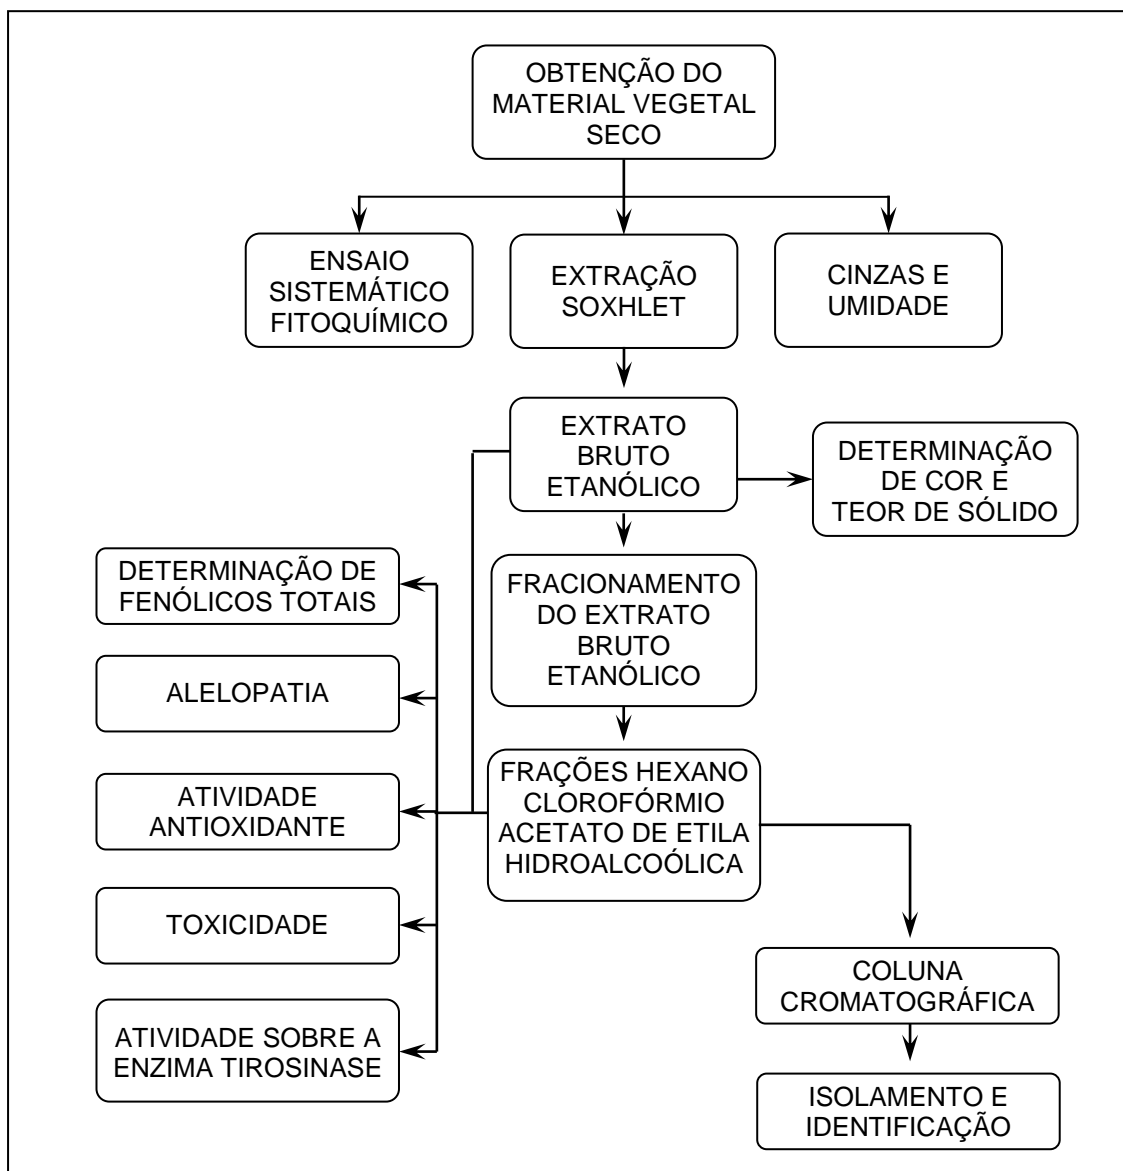 OBTENÇÃO DO
MATERIAL VEGETAL
SECO
ENSAIO
SISTEMÁTICO
FITOQUÍMICO
EXTRAÇÃO
SOXHLET
CINZAS E
UMIDADE
EXTRATO
BRUTO
ETANÓLICO
DETERMINAÇÃO
DE COR E
TEOR DE SÓLIDO
DETERMINAÇÃO DE
FENÓLICOS TOTAIS
FRACIONAMENTO
DO EXTRATO
BRUTO
ETANÓLICO
ALELOPATIA
FRAÇÕES HEXANO
CLOROFÓRMIO
ACETATO DE ETILA
HIDROALCOÓLICA
ATIVIDADE
ANTIOXIDANTE
TOXICIDADE
COLUNA
CROMATOGRÁFICA
ATIVIDADE SOBRE A
ENZIMA TIROSINASE
ISOLAMENTO E
IDENTIFICAÇÃO